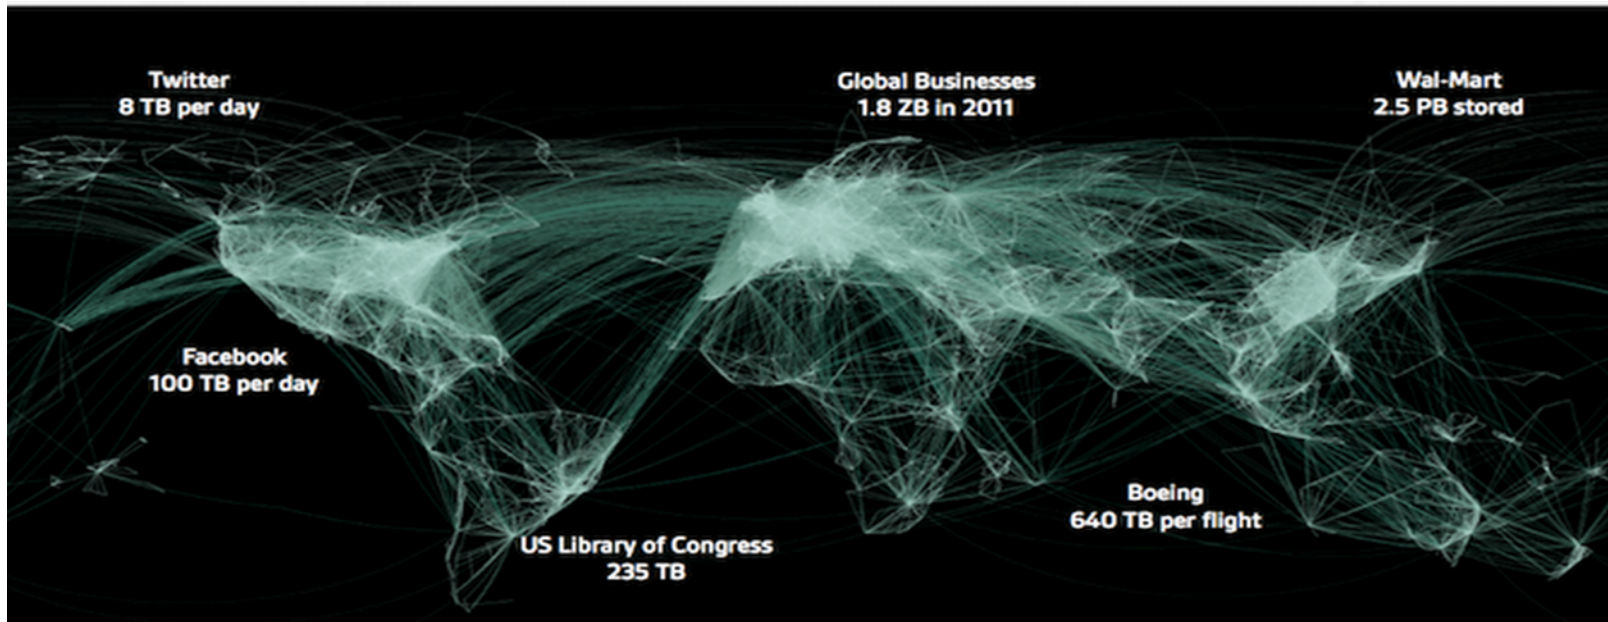 Twitter
8 TB per day
Global Businesses
1.8 ZB in 2011
Wal-Mart
2.5 PB stored
Facebook
100 TB per day
Boeing
640 TB per flight
US Library of Congress
235 TB